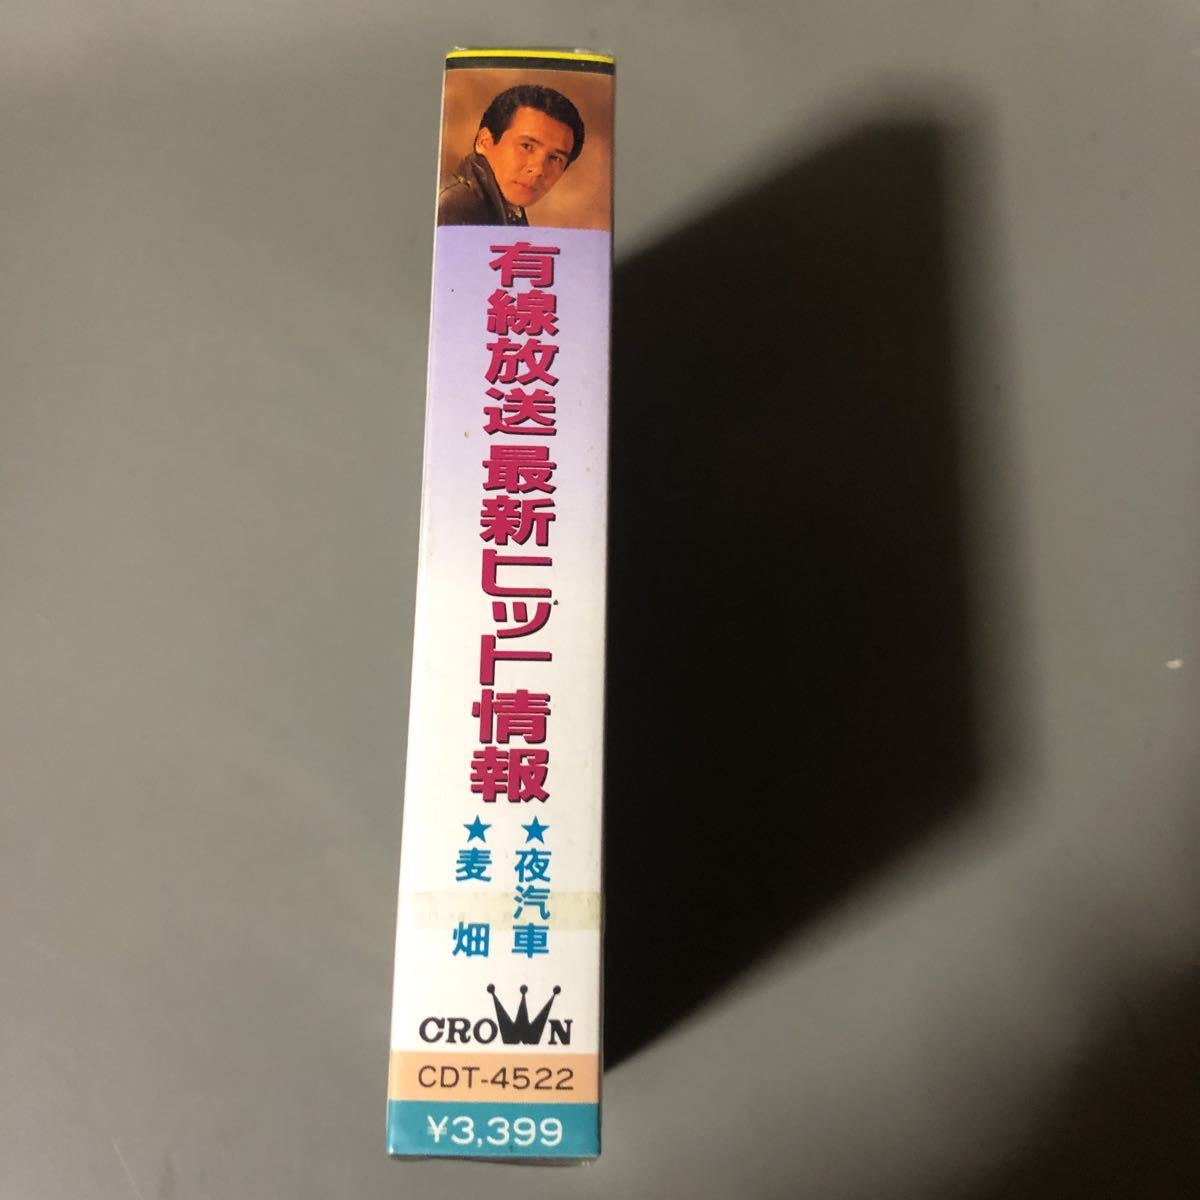 有線放送最新ヒット情報
★夜汽車
★麦畑
CROWN
CDT-4522
¥3,399